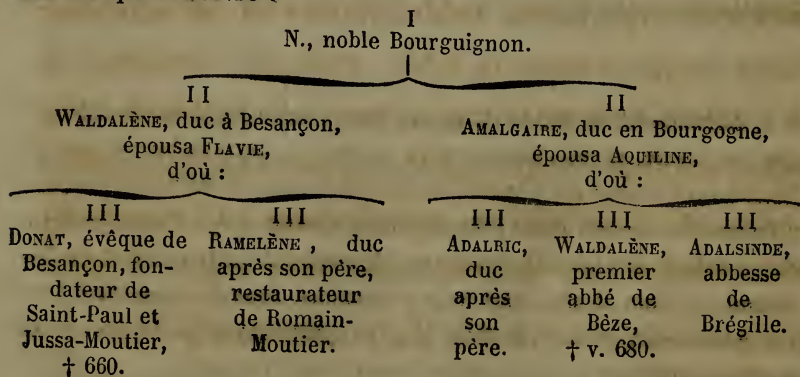 I
N., noble Bourguignon.
II
WALDALÈNE, duc à Besançon,
épousa FLAVIE,
d'où :
II
AMALGAIRE, duc en Bourgogne,
épousa AQUILINE,
d'où :
III
DONAT, évêque de
Besançon, fon-
dateur de
Saint-Paul et
Jussa-Moutier,
† 660.
III
RAMELÈNE, duc
après son père,
restaurateur
de Romain-
Moutier.
III
ADALRIC,
duc
après
son
père.
III
WALDALÈNE,
premier
abbé de
Bèze,
† v. 680.
III
ADALSINDE,
abbesse
de
Brégille.